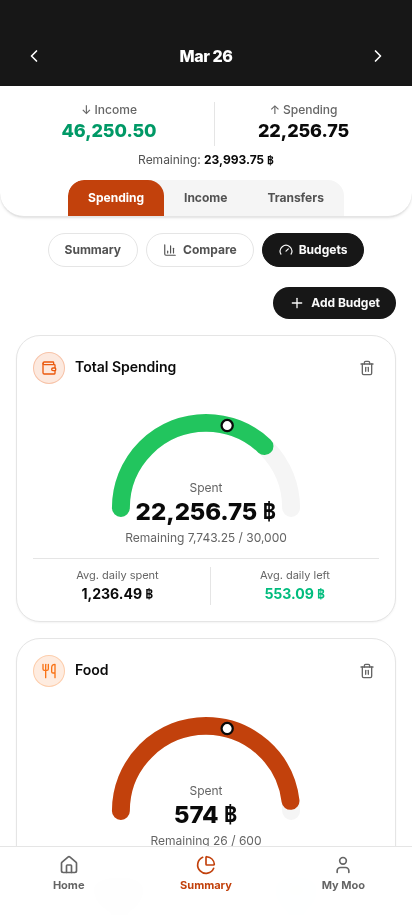 Mar 26
↓ Income
↑ Spending
46,250.50
22,256.75
Remaining: 23,993.75 ฿
Spending Income Transfers
Summary Compare Budgets
+ Add Budget
Total Spending
Spent
22,256.75 ฿
Remaining 7,743.25 / 30,000
Avg. daily spent
Avg. daily left
1,236.49 ฿
553.09 ฿
Food
Spent
574 ฿
Remaining 26 / 600
Home Summary My Moo